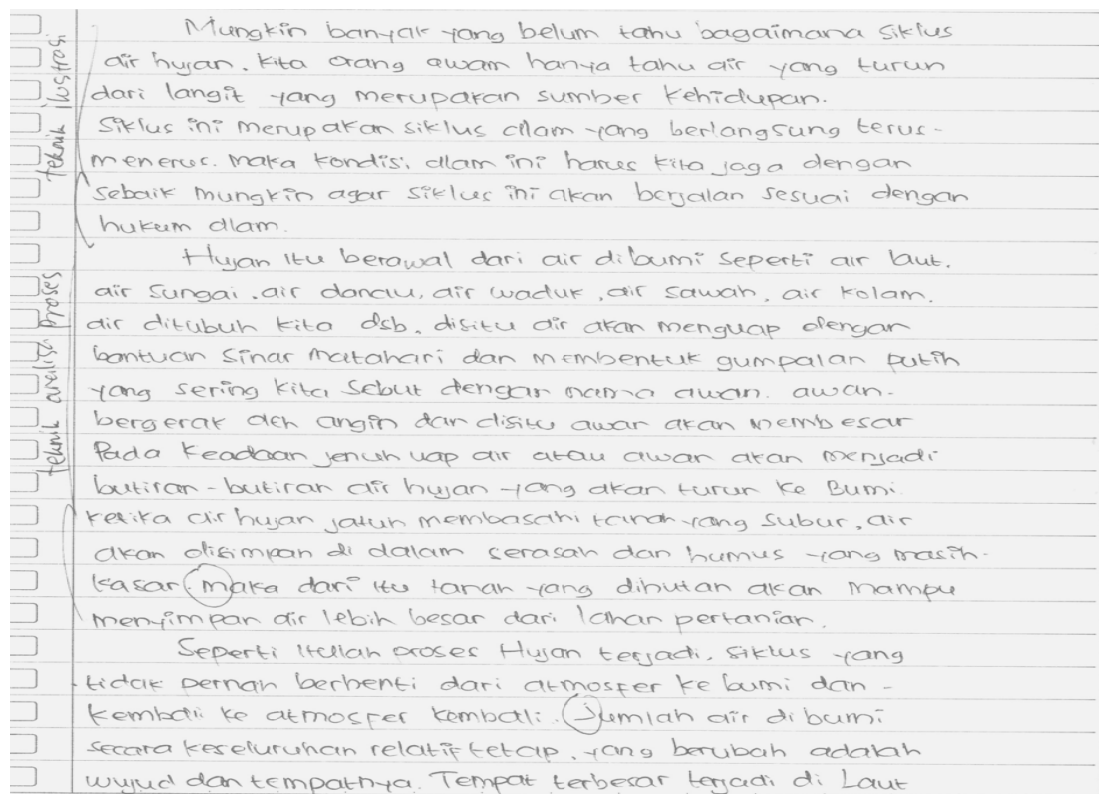 Mungkin banyak yang belum tahu bagaimana siklus
air hujan. Kita orang awam hanya tahu air yang turun
dari langit yang merupakan sumber kehidupan.
Siklus ini merupakan siklus alam yang berlangsung terus-
menerus. Maka kondisi alam ini harus kita jaga dengan
sebaik mungkin agar siklus ini akan berjalan sesuai dengan
hukum alam.
teknik ilustrasi
Hujan itu berawal dari air dibumi seperti air laut,
air sungai, air danau, air waduk, air sawah, air kolam,
air ditubuh kita dsb, disitu air akan menguap dengan
bantuan sinar matahari dan membentuk gumpalan putih
yang sering kita sebut dengan nama awan. awan-
bergerak oleh angin dan disitu awan akan membesar
Pada keadaan jenuh uap air atau awan akan menjadi
butiran-butiran air hujan yang akan turun ke Bumi.
ketika air hujan jatuh membasahi tanah yang subur, air
akan disimpan di dalam serasah dan humus yang masih-
kasar. maka dari itu tanah yang dihutan akan mampu
menyimpan air lebih besar dari lahan pertanian.
teknik analisa proses
Seperti itulah proses Hujan terjadi, siklus yang
tidak pernah berhenti dari atmosfer ke bumi dan -
kembali ke atmosfer kembali. Jumlah air di bumi
secara keseluruhan relatif tetap, yang berubah adalah
wujud dan tempatnya. Tempat terbesar terjadi di Laut